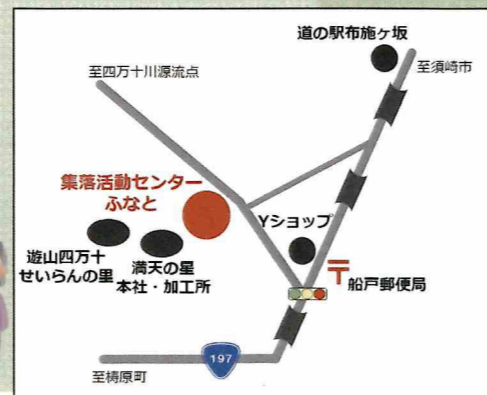 道の駅布施ヶ坂
至須崎市
至四万十川源流点
集落活動センター
ふなと
Yショップ
遊山四万十
せいらんの里
満天の星
本社・加工所
〒船戸郵便局
197
至梼原町